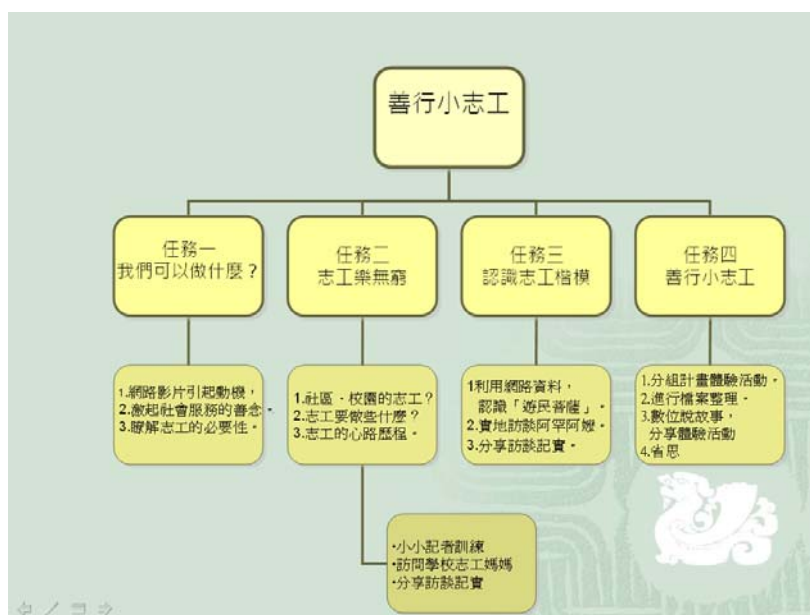 善行小志工
任務一
我們可以做什麼？
任務二
志工樂無窮
任務三
認識志工楷模
任務四
善行小志工
1.網路影片引起動機，
2.激起社會服務的善念。
3.瞭解志工的必要性。
1.社區、校園的志工？
2.志工要做些什麼？
3.志工的心路歷程。
1利用網路資料，
認識「遊民菩薩」。
2.實地訪談阿罕阿嬤。
3.分享訪談記實。
1.分組計畫體驗活動。
2.進行檔案整理。
3.數位說故事，
分享體驗活動
4.省思
•小小記者訓練
•訪問學校志工媽媽
•分享訪談記實